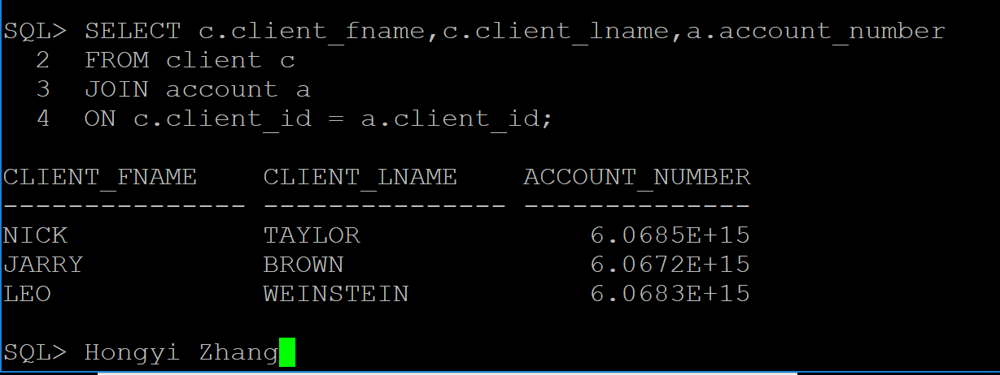 SQL> SELECT c.client_fname,c.client_lname,a.account_number
2 FROM client c
3 JOIN account a
4 ON c.client_id = a.client_id;
CLIENT_FNAME CLIENT_LNAME ACCOUNT_NUMBER
--------------- --------------- --------------
NICK TAYLOR 6.0685E+15
JARRY BROWN 6.0672E+15
LEO WEINSTEIN 6.0683E+15
SQL> Hongyi Zhang